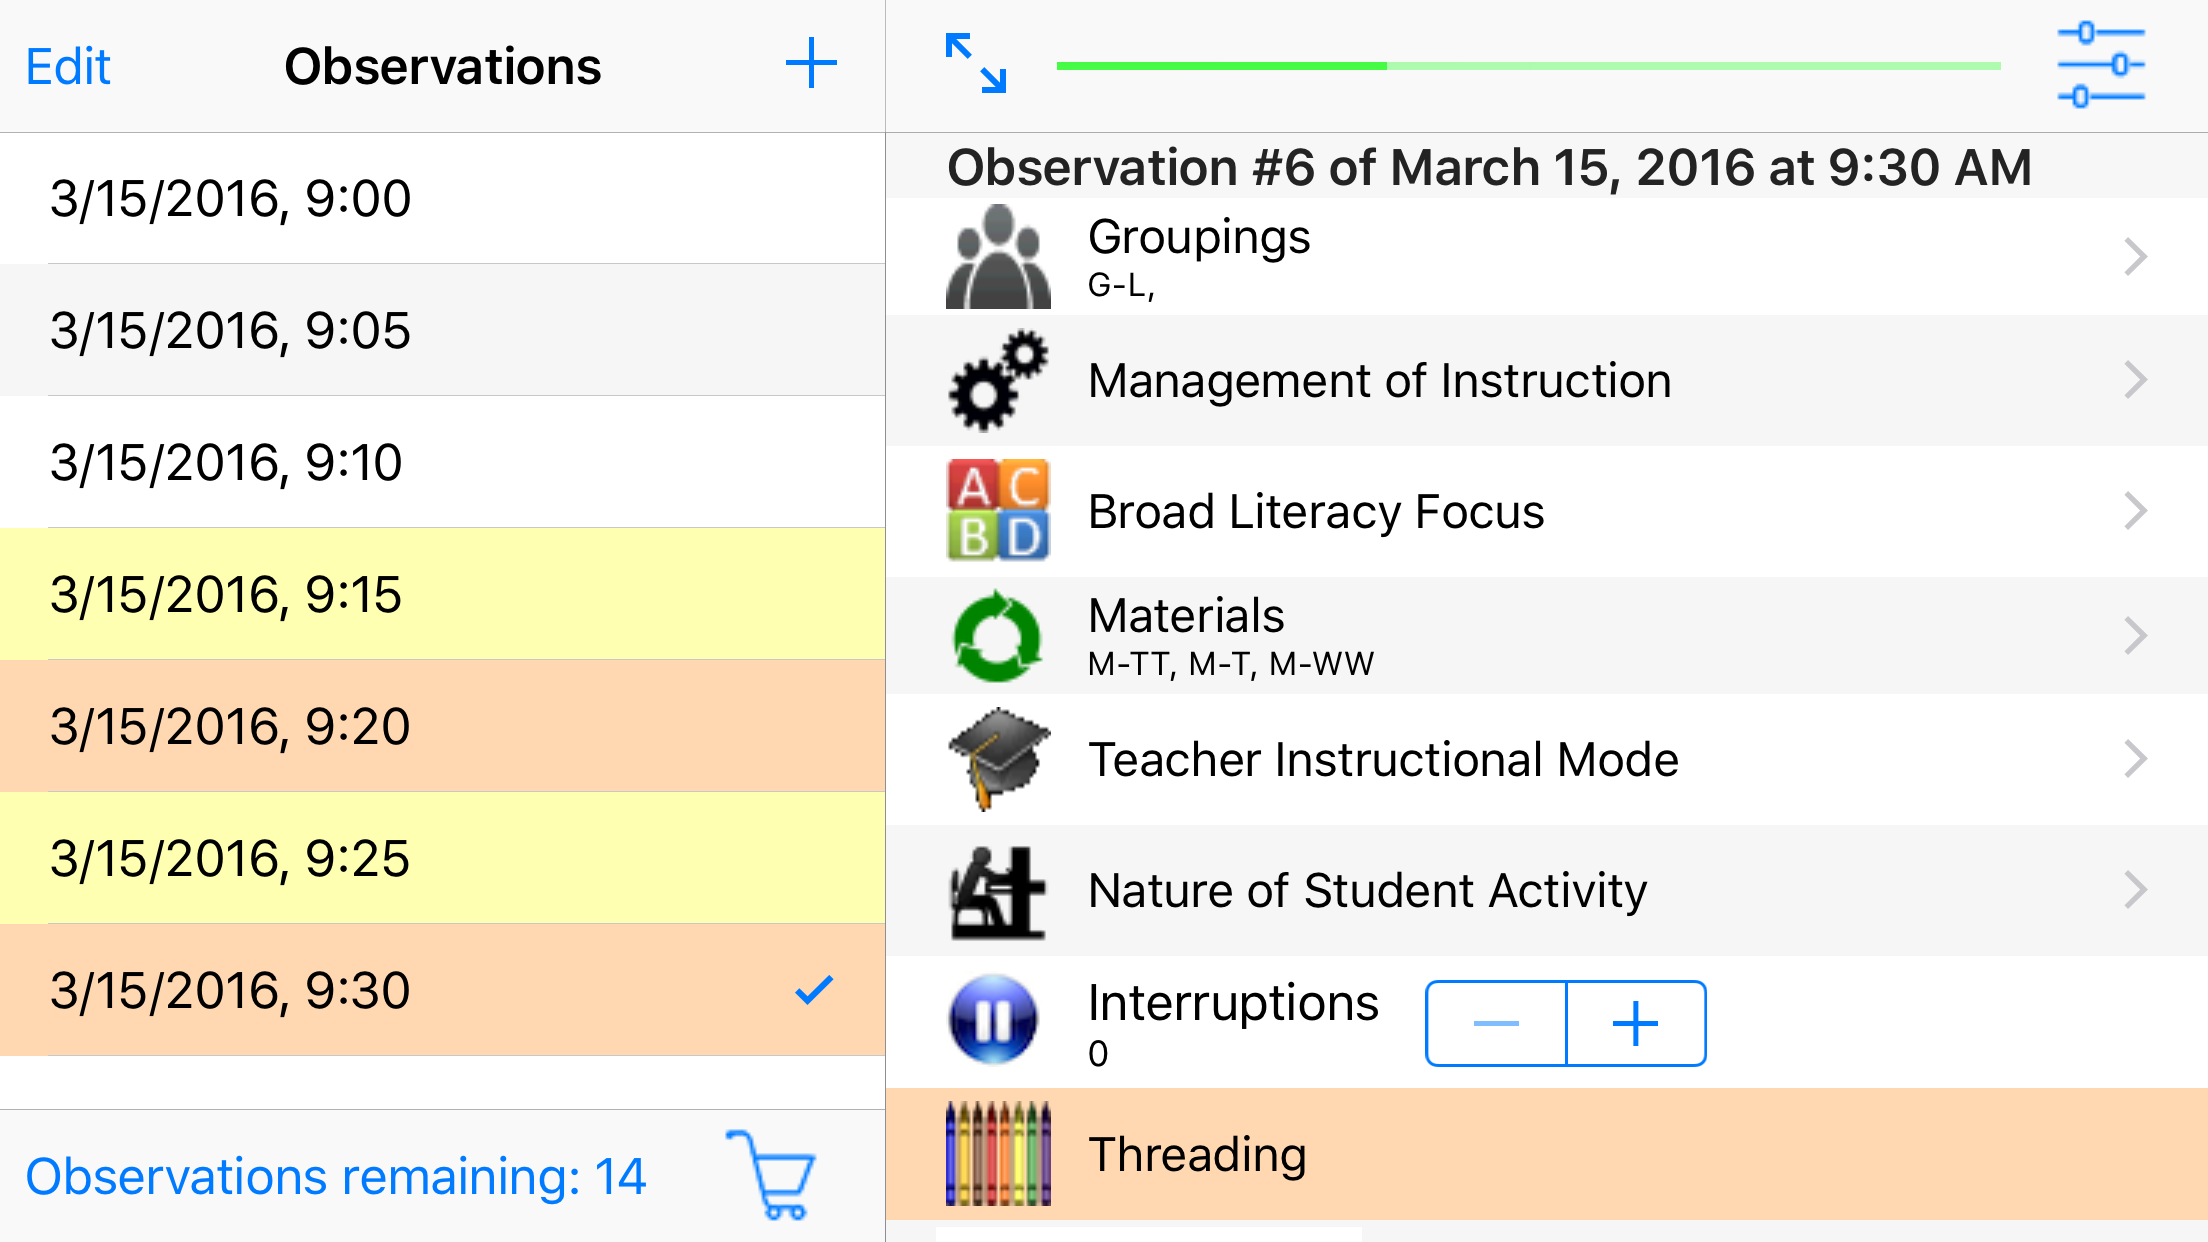 Edit
Observations
3/15/2016, 9:00
3/15/2016, 9:05
3/15/2016, 9:10
3/15/2016, 9:15
3/15/2016, 9:20
3/15/2016, 9:25
3/15/2016, 9:30
Observations remaining: 14
Observation #6 of March 15, 2016 at 9:30 AM
Groupings
G-L,
Management of Instruction
A C
B D
Broad Literacy Focus
Materials
M-TT, M-T, M-WW
Teacher Instructional Mode
Nature of Student Activity
Interruptions
0
Threading